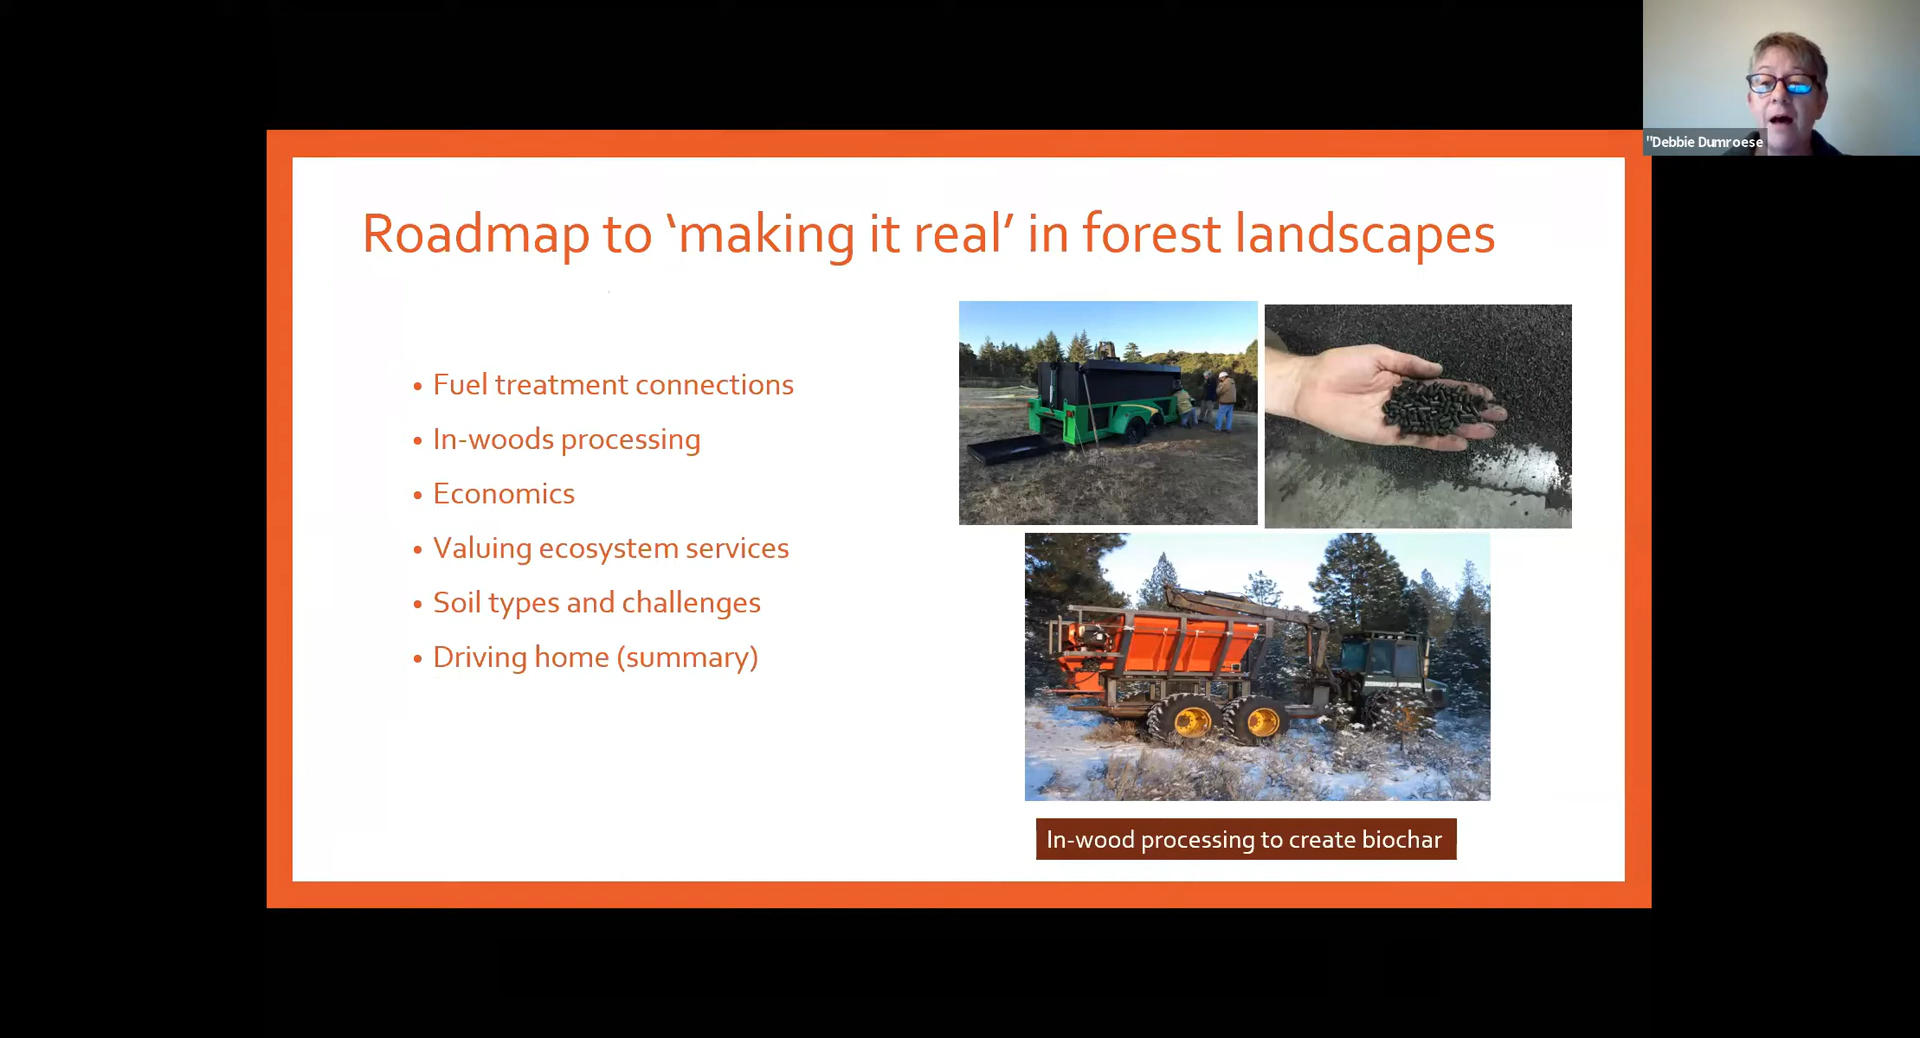 "Debbie Dumroese
Roadmap to ‘making it real’ in forest landscapes
• Fuel treatment connections
• In-woods processing
• Economics
• Valuing ecosystem services
• Soil types and challenges
• Driving home (summary)
In-wood processing to create biochar